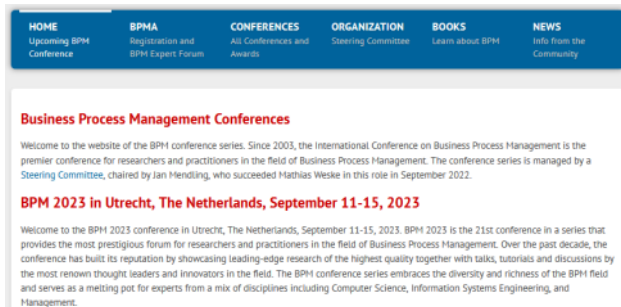 HOME BPMA CONFERENCES ORGANIZATION BOOKS NEWS
Upcoming BPM Registration and All Conferences and Steering Committee Learn about BPM Info from the
Conference BPM Expert Forum Awards Community
Business Process Management Conferences
Welcome to the website of the BPM conference series. Since 2003, the International Conference on Business Process Management is the
premier conference for researchers and practitioners in the field of Business Process Management. The conference series is managed by a
Steering Committee, chaired by Jan Mendling, who succeeded Mathias Weske in this role in September 2022.
BPM 2023 in Utrecht, The Netherlands, September 11-15, 2023
Welcome to the BPM 2023 conference in Utrecht, The Netherlands, September 11-15, 2023. BPM 2023 is the 21st conference in a series that
provides the most prestigious forum for researchers and practitioners in the field of Business Process Management. Over the past decade, the
conference has built its reputation by showcasing leading-edge research of the highest quality together with talks, tutorials and discussions by
the most renown thought leaders and innovators in the field. The BPM conference series embraces the diversity and richness of the BPM field
and serves as a melting pot for experts from a mix of disciplines including Computer Science, Information Systems Engineering, and
Management.